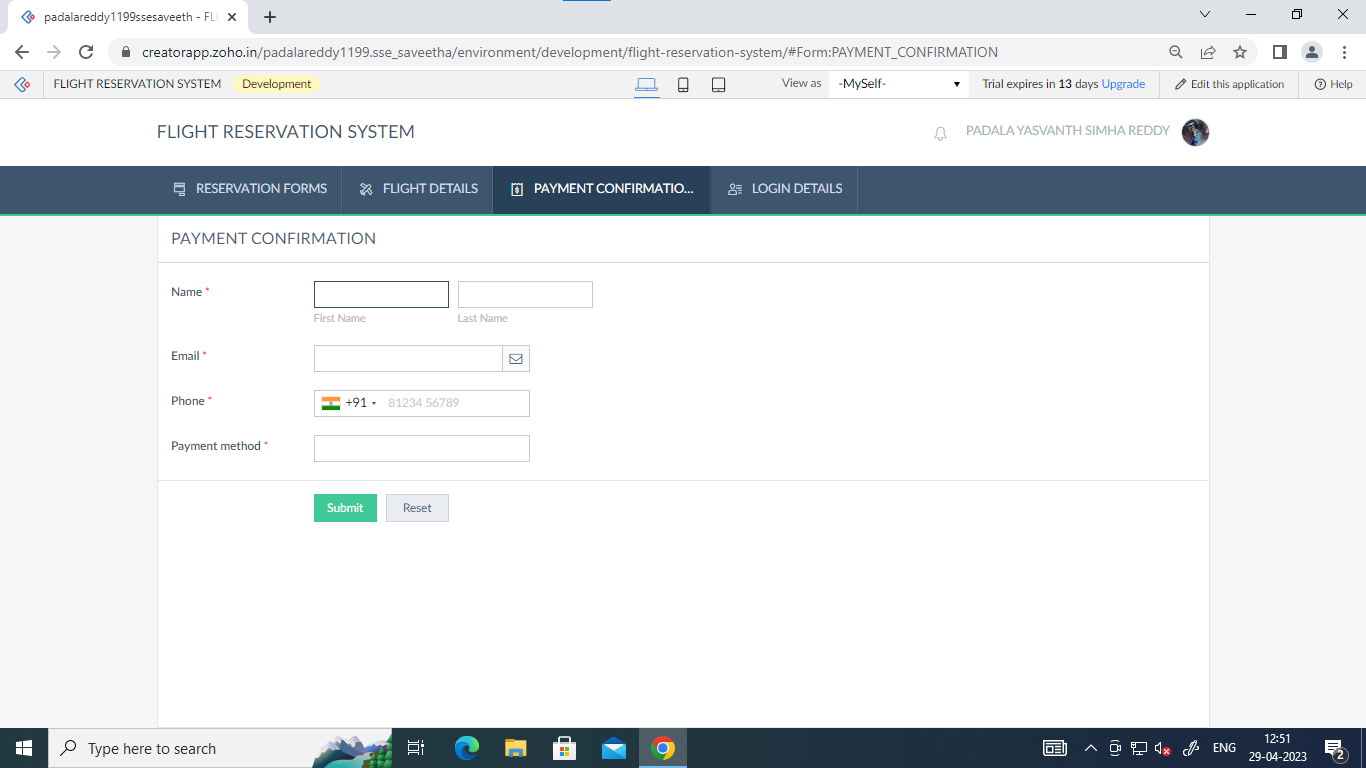 padalareddy1199ssesaveeth - FLI
creatorapp.zoho.in/padalareddy1199.sse_saveetha/environment/development/flight-reservation-system/#Form:PAYMENT_CONFIRMATION
FLIGHT RESERVATION SYSTEM Development View as -MySelf- Trial expires in 13 days Upgrade Edit this application Help
FLIGHT RESERVATION SYSTEM PADALA YASVANTH SIMHA REDDY
RESERVATION FORMS FLIGHT DETAILS PAYMENT CONFIRMATIO... LOGIN DETAILS
PAYMENT CONFIRMATION
Name *
First Name Last Name
Email *
Phone * +91 81234 56789
Payment method *
Submit Reset
Type here to search ENG 12:51
29-04-2023 2